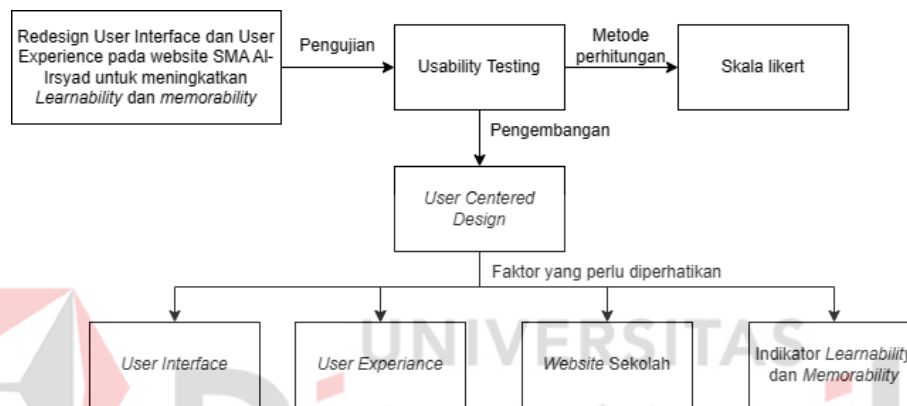 Redesign User Interface dan User
Experience pada website SMA Al-
Irsyad untuk meningkatkan
Learnability dan memorability
Pengujian
Usability Testing
Metode
perhitungan
Skala likert
Pengembangan
User Centered
Design
Faktor yang perlu diperhatikan
UNIVERSITAS
User Interface
User Experiance
Website Sekolah
Indikator Learnability
dan Memorability